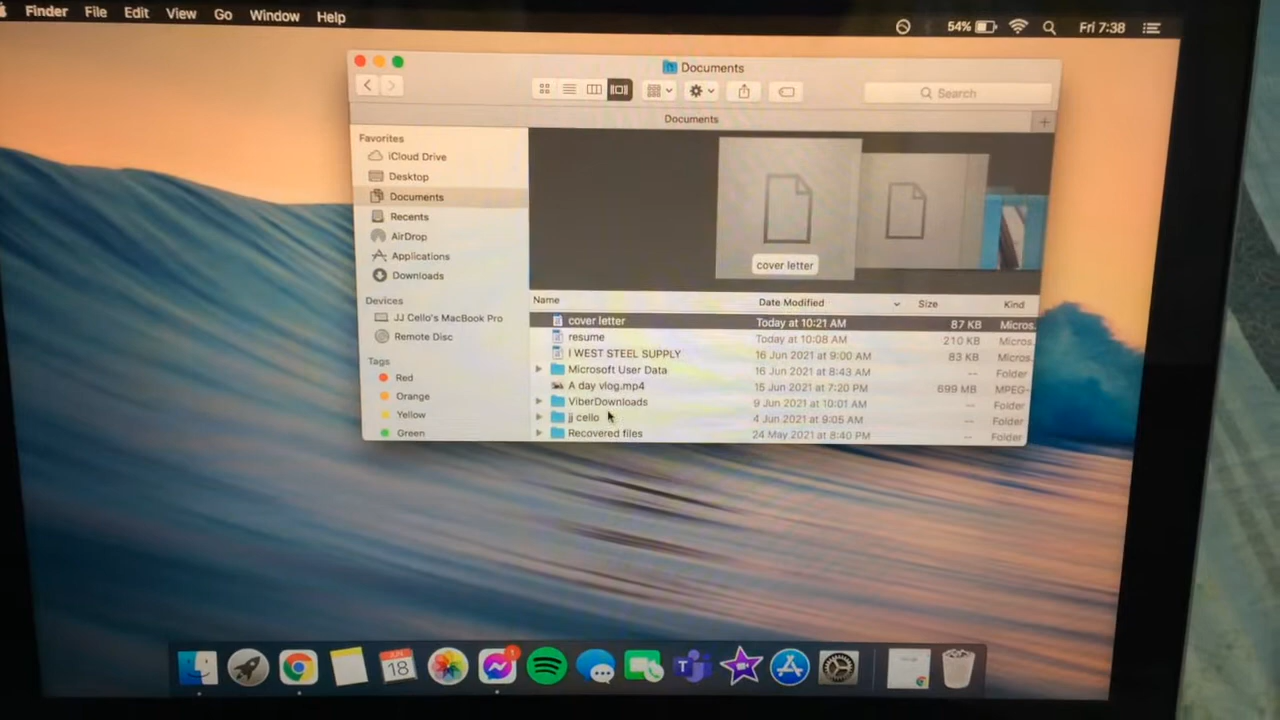 Finder File Edit View Go Window Help 54% Fri 7:38
Documents
Search
Documents
Favorites
iCloud Drive
Desktop
Documents
Recents
AirDrop
Applications
Downloads
Devices
JJ Cello's MacBook Pro
Remote Disc
Tags
Red
Orange
Yellow
Green
cover letter
Name Date Modified Size Kind
cover letter Today at 10:21 AM 87 KB Micros.
resume Today at 10:08 AM 210 KB Micros.
I WEST STEEL SUPPLY 16 Jun 2021 at 9:00 AM 83 KB Micros.
Microsoft User Data 16 Jun 2021 at 8:43 AM -- Folder
A day vlog.mp4 15 Jun 2021 at 7:20 PM 699 MB MPEG-
ViberDownloads 9 Jun 2021 at 10:01 AM -- Folder
jj cello 4 Jun 2021 at 9:05 AM -- Folder
Recovered files 24 May 2021 at 8:40 PM -- Folder
JUN
18
1
T